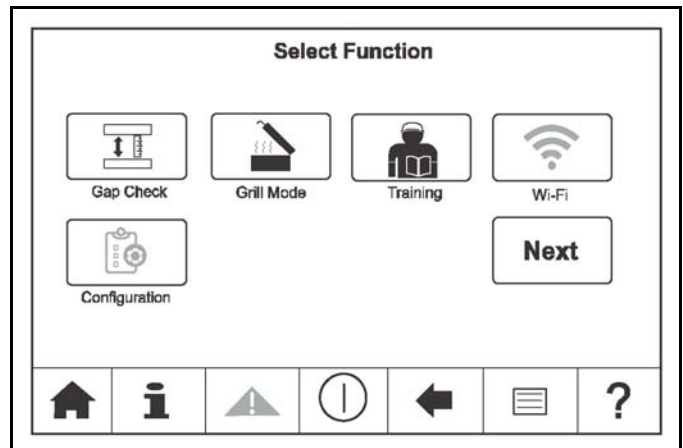 Select Function
Gap Check
Grill Mode
Training
Wi-Fi
Configuration
Next
i
?